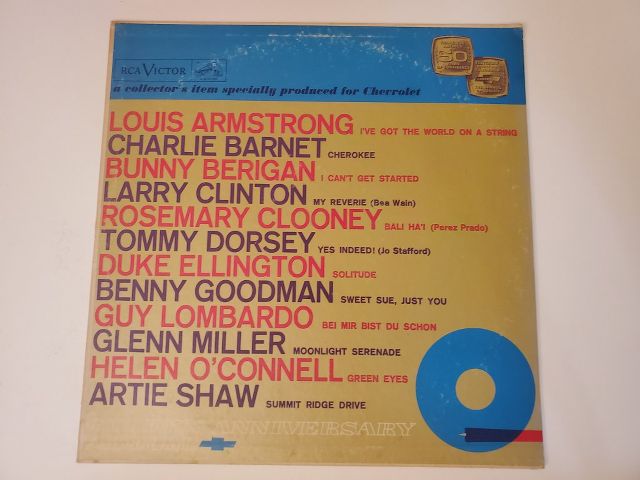 RCA VICTOR
50
a collector's item specially produced for Chevrolet
LOUIS ARMSTRONG I'VE GOT THE WORLD ON A STRING
CHARLIE BARNET CHEROKEE
BUNNY BERIGAN I CAN'T GET STARTED
LARRY CLINTON MY REVERIE (Bea Wain)
ROSEMARY CLOONEY BALI HA'I (Perez Prado)
TOMMY DORSEY YES INDEED! (Jo Stafford)
DUKE ELLINGTON SOLITUDE
BENNY GOODMAN SWEET SUE, JUST YOU
GUY LOMBARDO BEI MIR BIST DU SCHON
GLENN MILLER MOONLIGHT SERENADE
HELEN O'CONNELL GREEN EYES
ARTIE SHAW SUMMIT RIDGE DRIVE
ANNIVERSARY